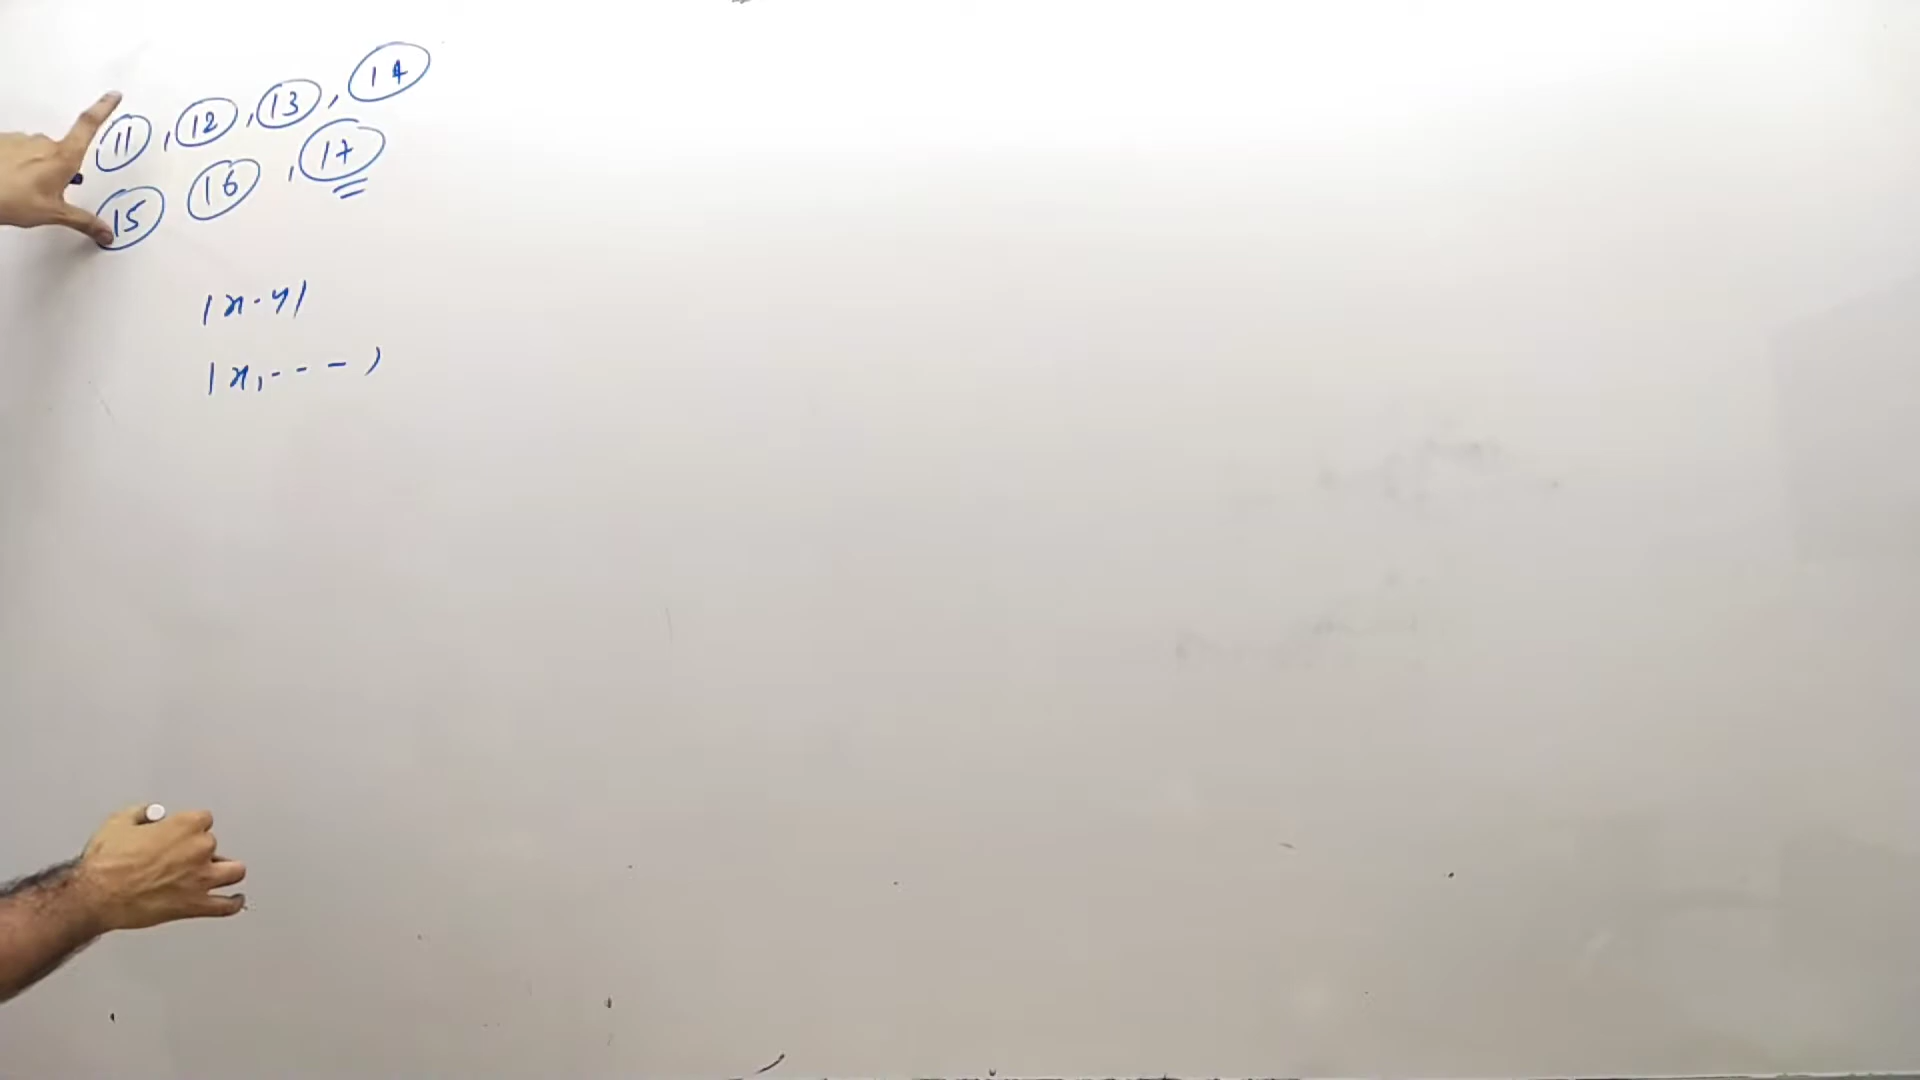 11, 12, 13, 14
15 16, 17
|x-y|
|x,--- )